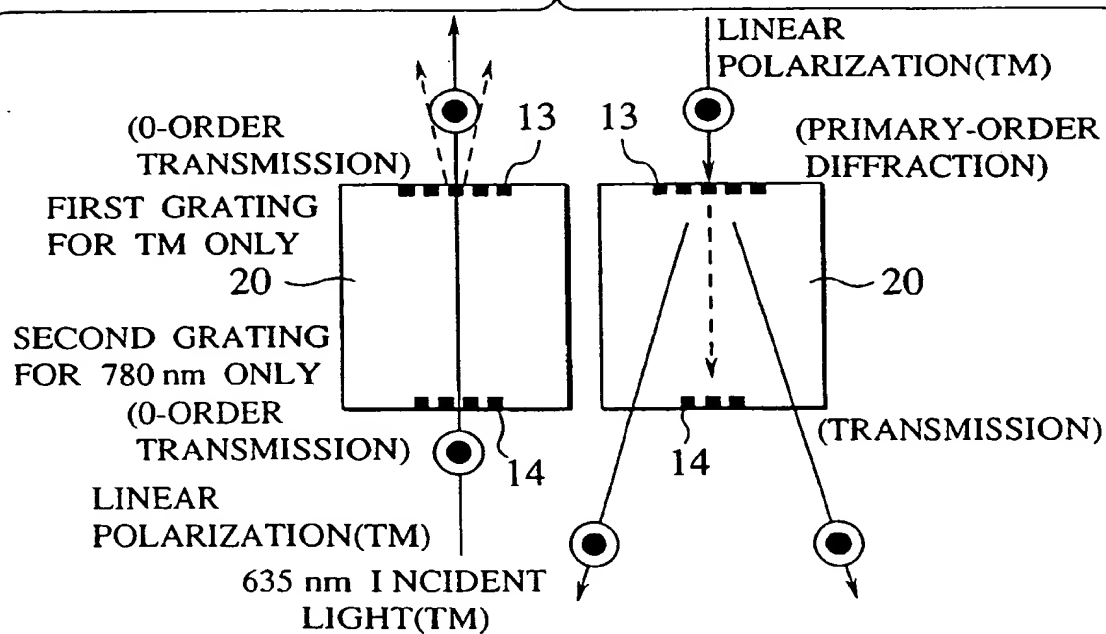 LINEAR
POLARIZATION(TM)
(0-ORDER
TRANSMISSION)
13
13
(PRIMARY-ORDER
DIFFRACTION)
FIRST GRATING
FOR TM ONLY
20
20
SECOND GRATING
FOR 780 nm ONLY
(0-ORDER
TRANSMISSION)
14
14
(TRANSMISSION)
LINEAR
POLARIZATION(TM)
635 nm I NCIDENT
LIGHT(TM)